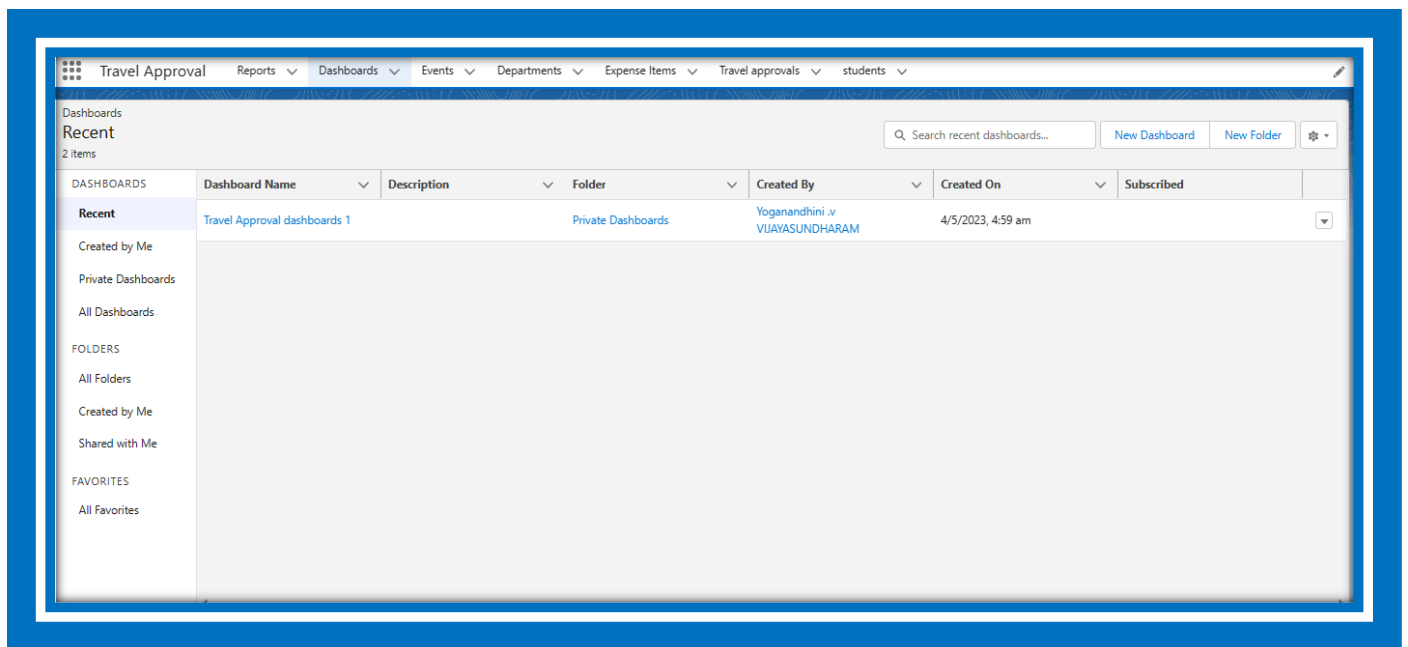 Travel Approval Reports Dashboards Events Departments Expense Items Travel approvals students
Dashboards
Recent
2 items
Search recent dashboards... New Dashboard New Folder
DASHBOARDS Dashboard Name Description Folder Created By Created On Subscribed
Recent
Travel Approval dashboards 1 Private Dashboards Yoganandhini .v
VIJAYASUNDHARAM 4/5/2023, 4:59 am
Created by Me
Private Dashboards
All Dashboards
FOLDERS
All Folders
Created by Me
Shared with Me
FAVORITES
All Favorites